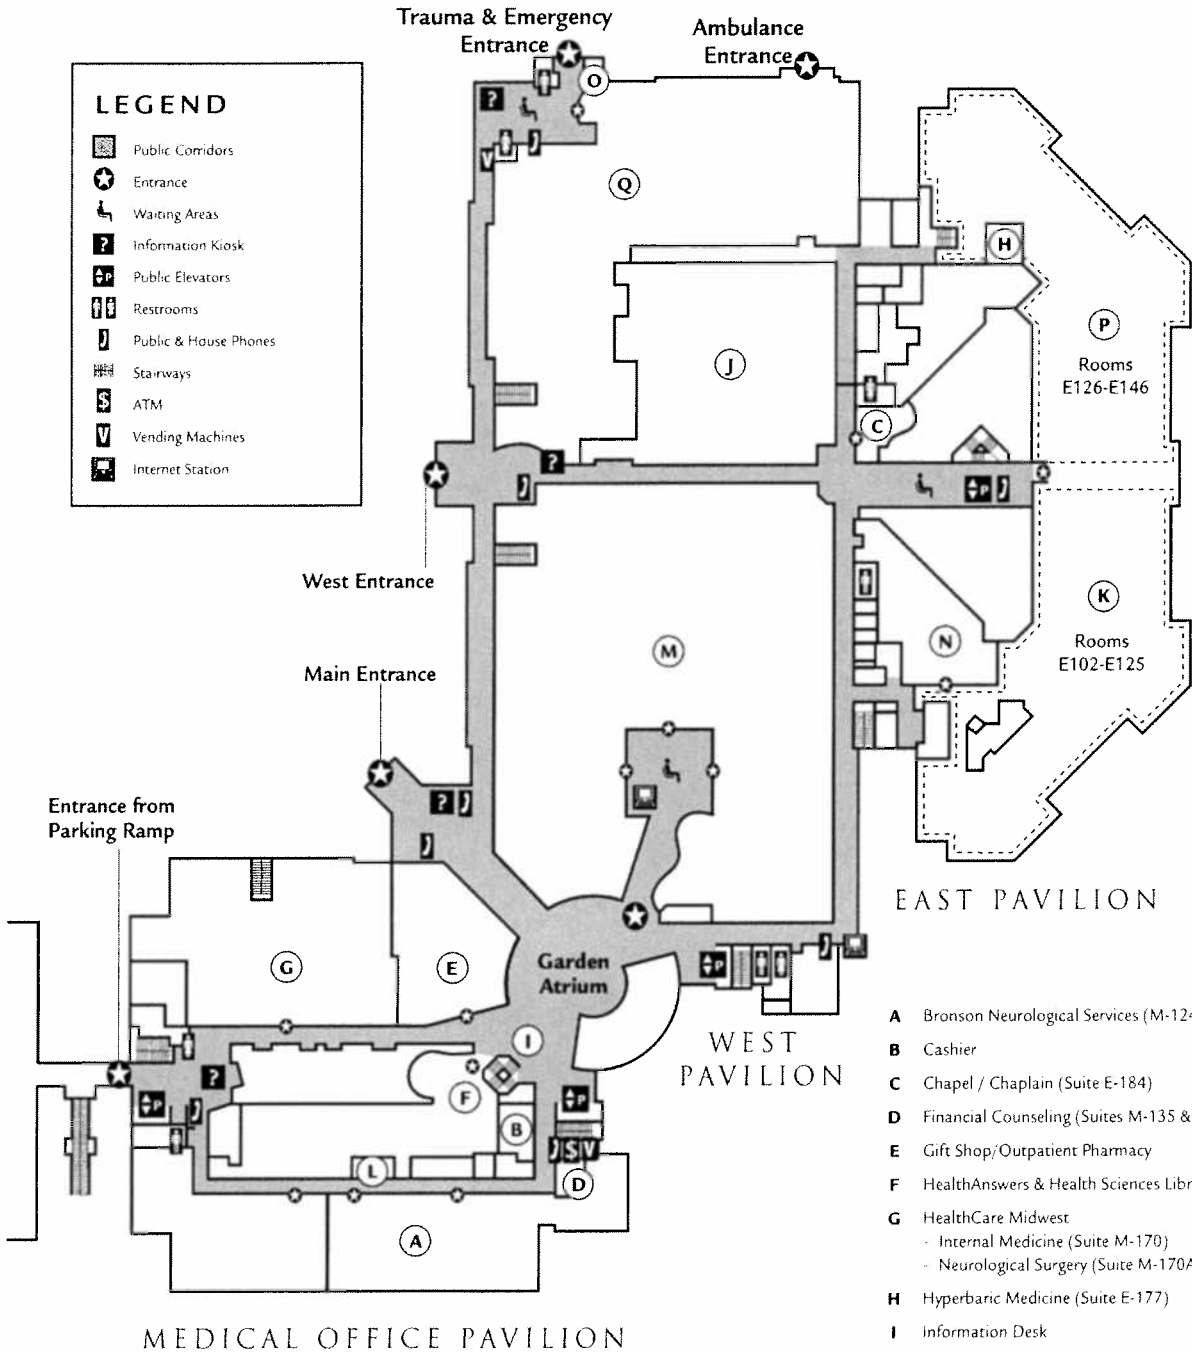 Trauma & Emergency
Entrance
Ambulance
Entrance
LEGEND
Public Corridors
Entrance
Waiting Areas
? Information Kiosk
P Public Elevators
Restrooms
Public & House Phones
Stairways
$ ATM
V Vending Machines
Internet Station
O
?
V
Q
H
P
Rooms
E126-E146
J
C
?
P
West Entrance
K
Rooms
E102-E125
N
M
Main Entrance
?
Entrance from
Parking Ramp
EAST PAVILION
G
E
Garden
Atrium
P
I
WEST
PAVILION
?
P
F
P
B
$ V
L
D
A
MEDICAL OFFICE PAVILION
A Bronson Neurological Services (M-124
B Cashier
C Chapel / Chaplain (Suite E-184)
D Financial Counseling (Suites M-135 &
E Gift Shop/Outpatient Pharmacy
F HealthAnswers & Health Sciences Libr
G HealthCare Midwest
- Internal Medicine (Suite M-170)
- Neurological Surgery (Suite M-170A
H Hyperbaric Medicine (Suite E-177)
I Information Desk